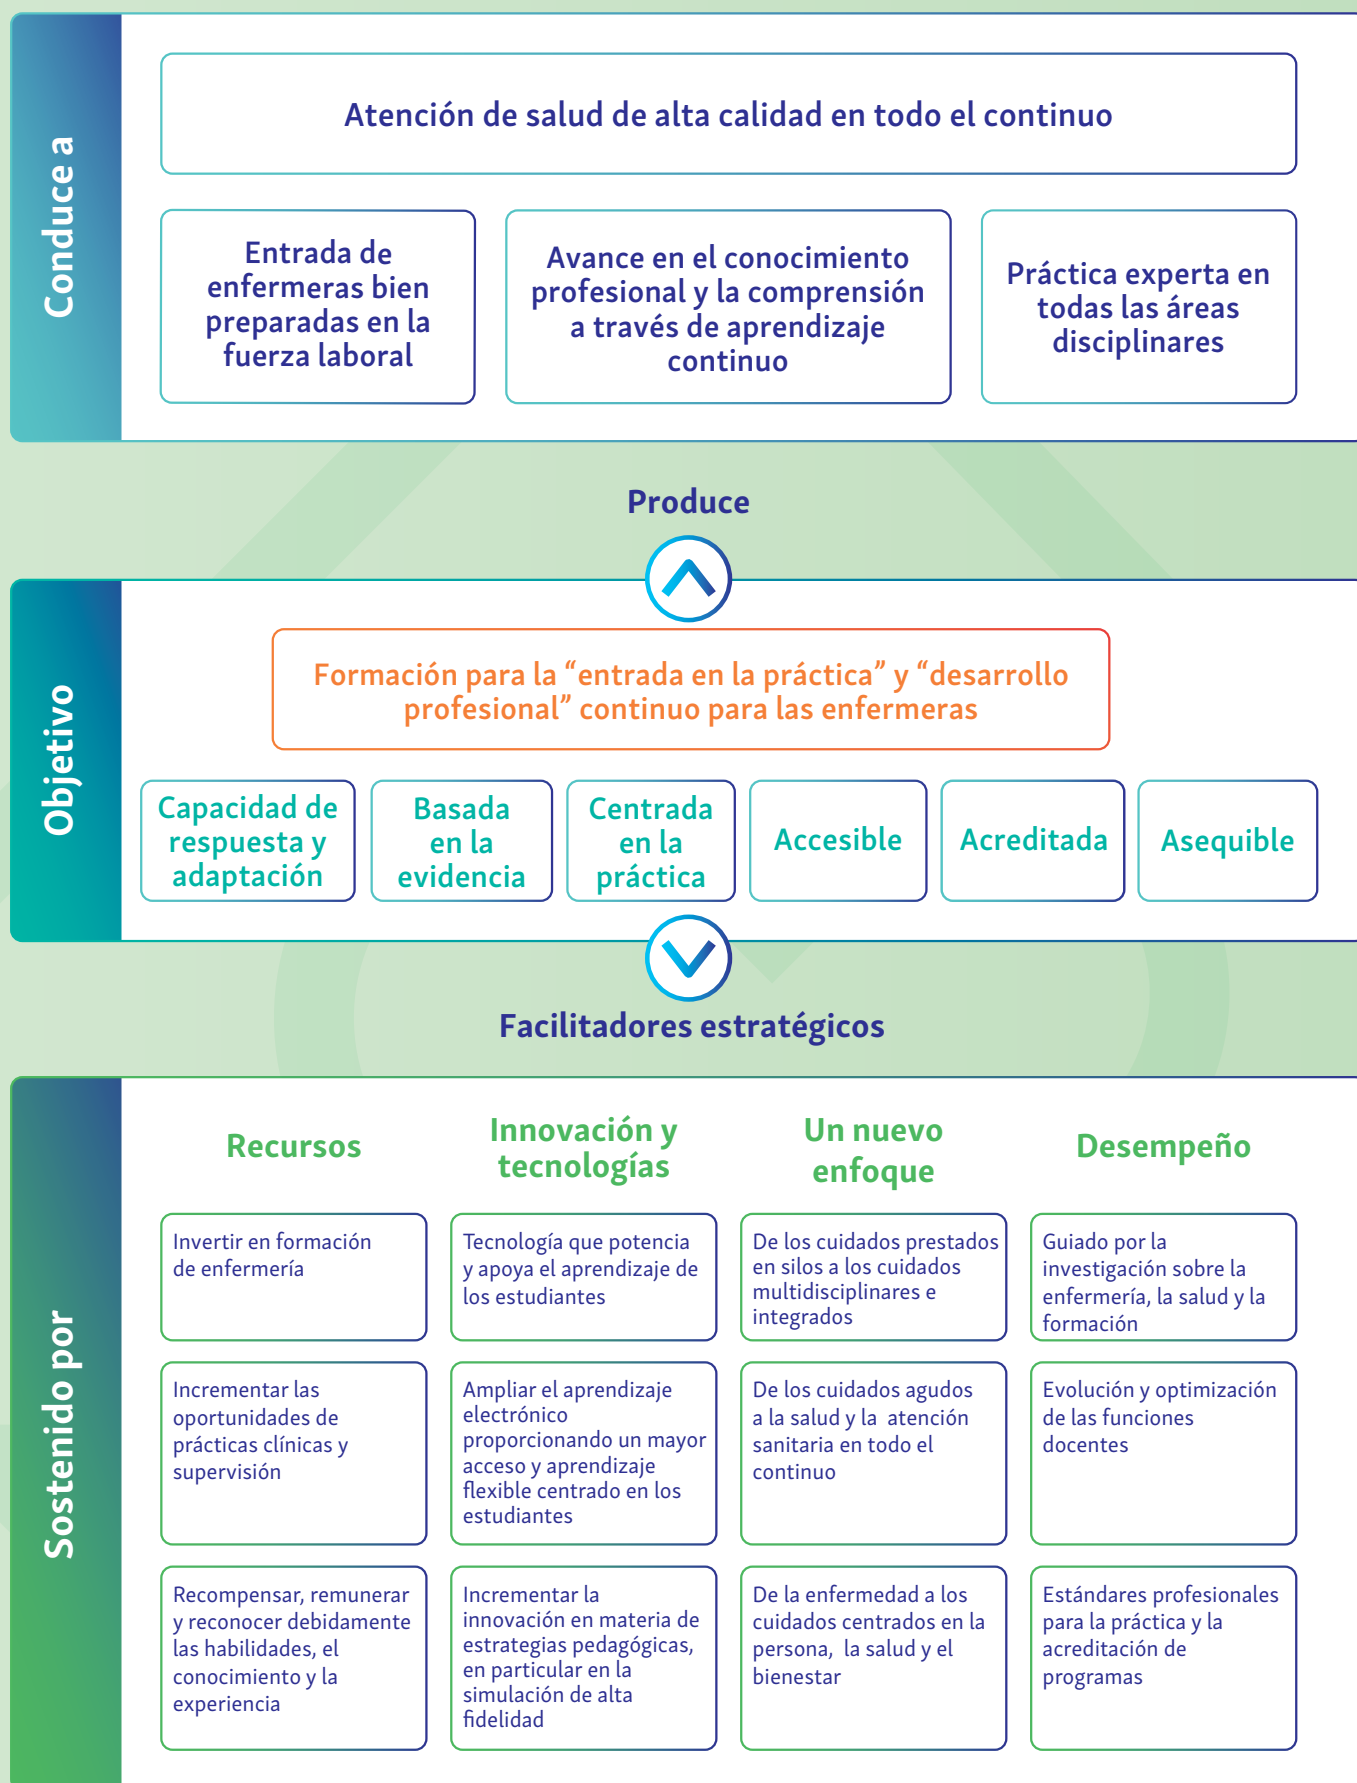 Conduce a
Atención de salud de alta calidad en todo el continuo
Entrada de
enfermeras bien
preparadas en la
fuerza laboral
Avance en el conocimiento
profesional y la comprensión
a través de aprendizaje
continuo
Práctica experta en
todas las áreas
disciplinares
Produce
Objetivo
Formación para la “entrada en la práctica” y “desarrollo
profesional” continuo para las enfermeras
Capacidad de
respuesta y
adaptación
Basada
en la
evidencia
Centrada
en la
práctica
Accesible
Acreditada
Asequible
Facilitadores estratégicos
Sostenido por
Recursos
Invertir en formación
de enfermería
Incrementar las
oportunidades de
prácticas clínicas y
supervisión
Recompensar, remunerar
y reconocer debidamente
las habilidades, el
conocimiento y la
experiencia
Innovación y
tecnologías
Tecnología que potencia
y apoya el aprendizaje de
los estudiantes
Ampliar el aprendizaje
electrónico
proporcionando un mayor
acceso y aprendizaje
flexible centrado en los
estudiantes
Incrementar la
innovación en materia de
estrategias pedagógicas,
en particular en la
simulación de alta
fidelidad
Un nuevo
enfoque
De los cuidados prestados
en silos a los cuidados
multidisciplinares e
integrados
De los cuidados agudos
a la salud y la atención
sanitaria en todo el
continuo
De la enfermedad a los
cuidados centrados en la
persona, la salud y el
bienestar
Desempeño
Guiado por la
investigación sobre la
enfermería, la salud y la
formación
Evolución y optimización
de las funciones
docentes
Estándares profesionales
para la práctica y la
acreditación de
programas